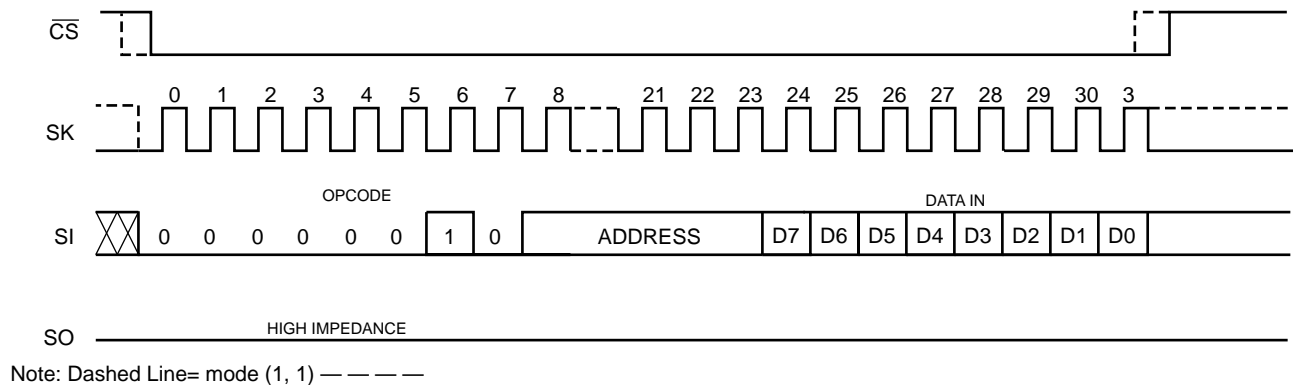 CS
0 1 2 3 4 5 6 7 8 21 22 23 24 25 26 27 28 29 30 3
SK
OPCODE
DATA IN
SI 0 0 0 0 0 0 1 0 ADDRESS D7 D6 D5 D4 D3 D2 D1 D0
HIGH IMPEDANCE
SO
Note: Dashed Line= mode (1, 1) — — — —